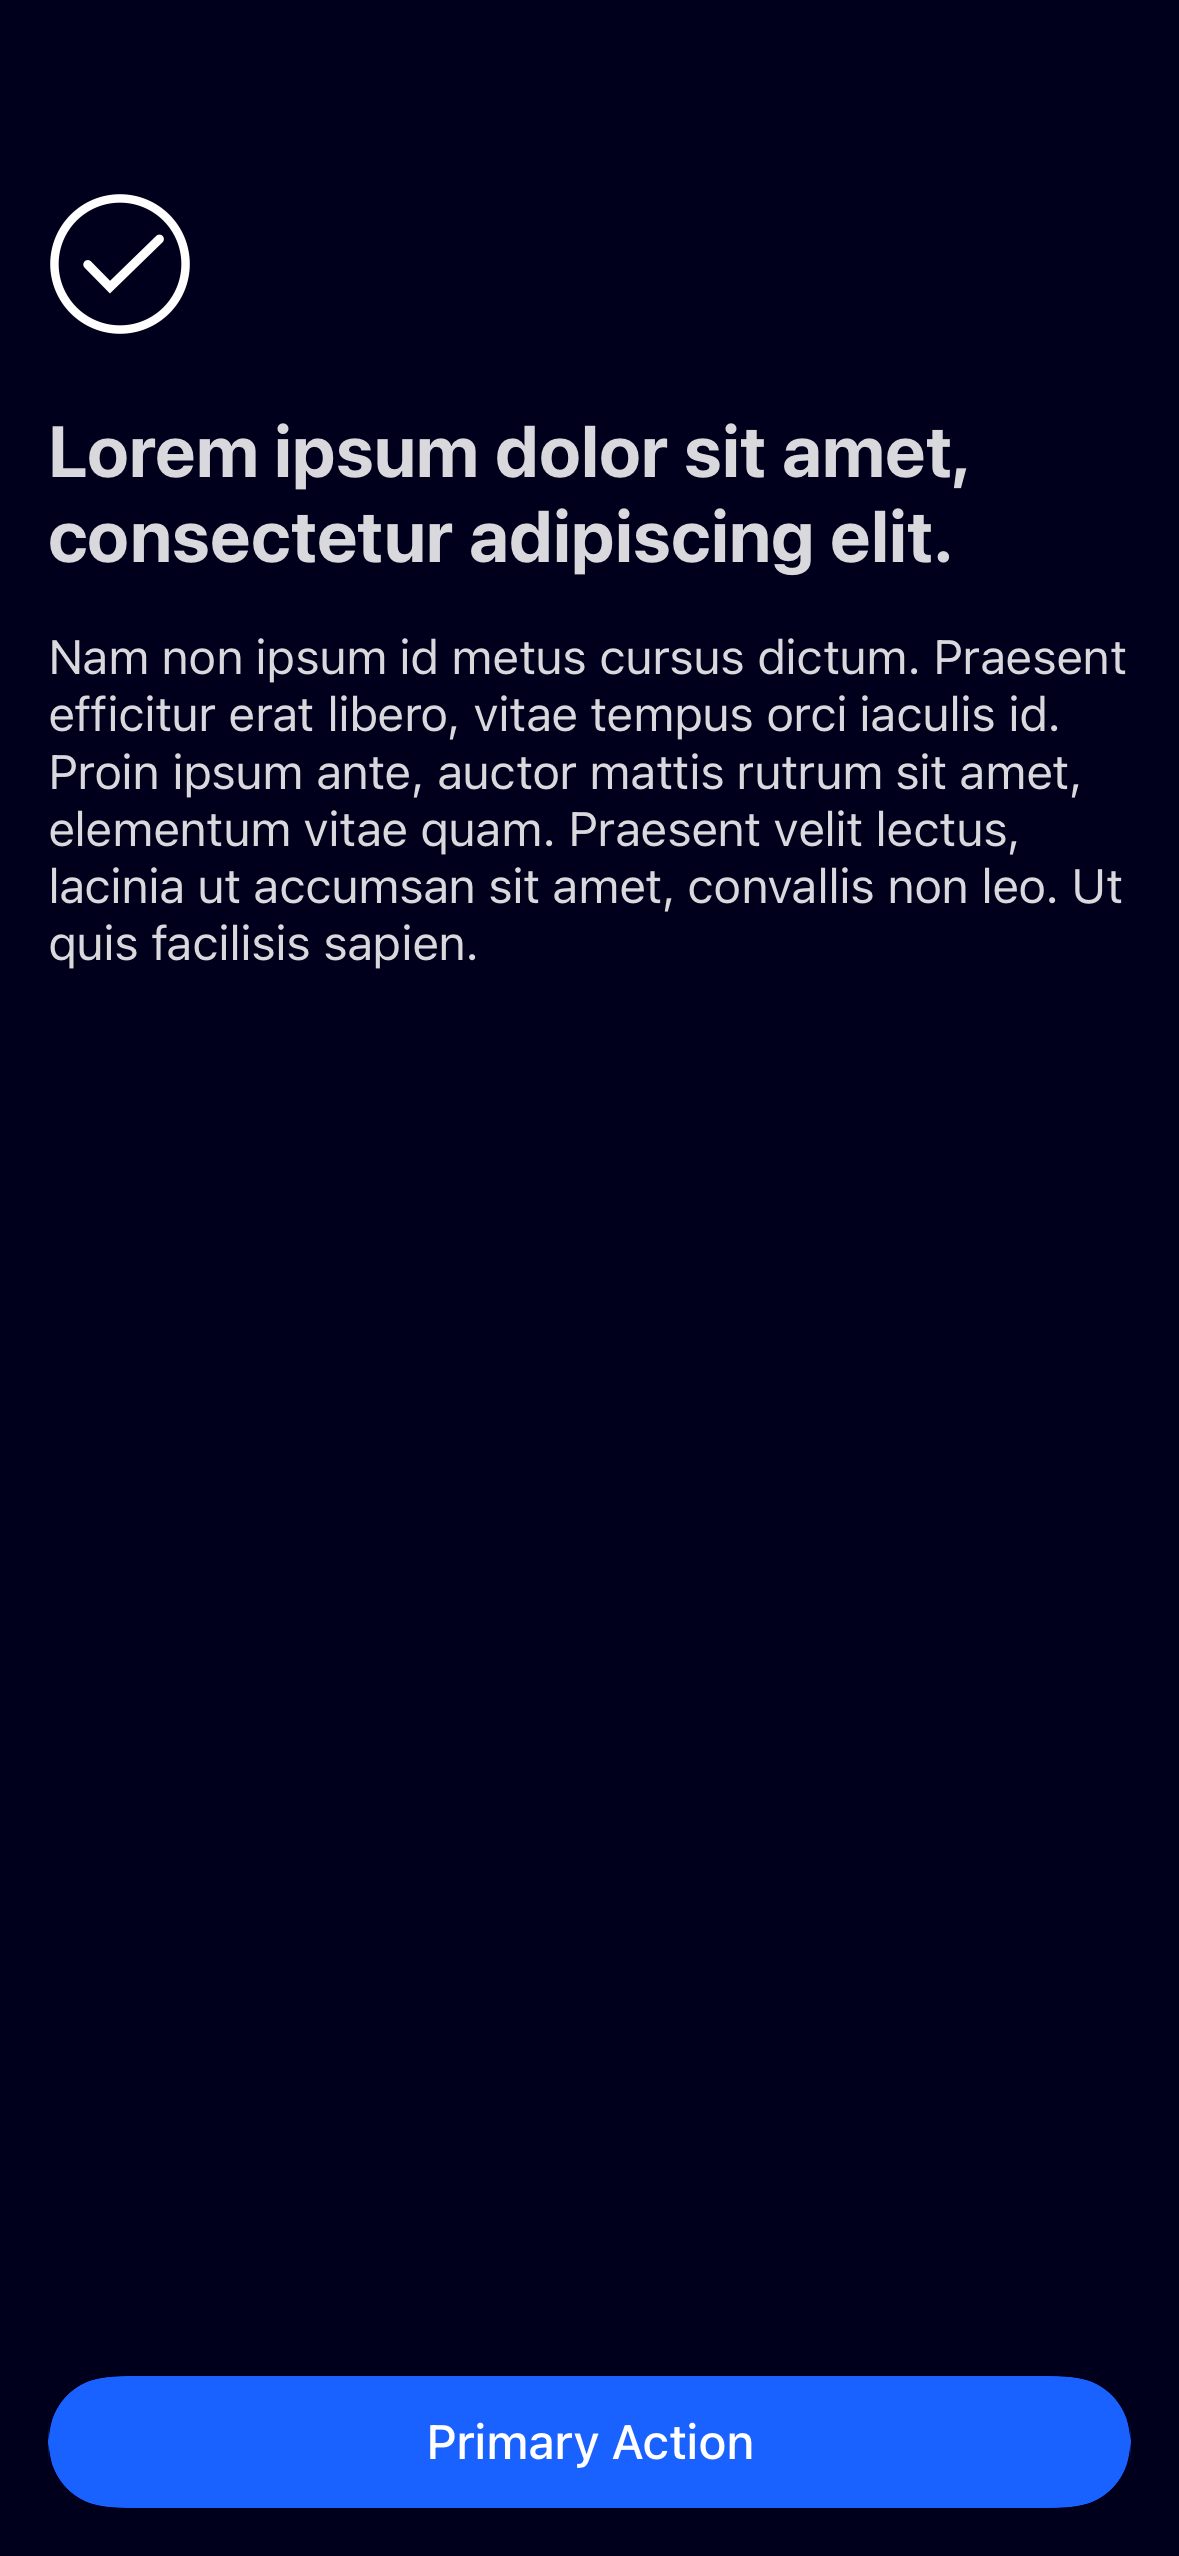 Lorem ipsum dolor sit amet,
consectetur adipiscing elit.
Nam non ipsum id metus cursus dictum. Praesent
efficitur erat libero, vitae tempus orci iaculis id.
Proin ipsum ante, auctor mattis rutrum sit amet,
elementum vitae quam. Praesent velit lectus,
lacinia ut accumsan sit amet, convallis non leo. Ut
quis facilisis sapien.
Primary Action